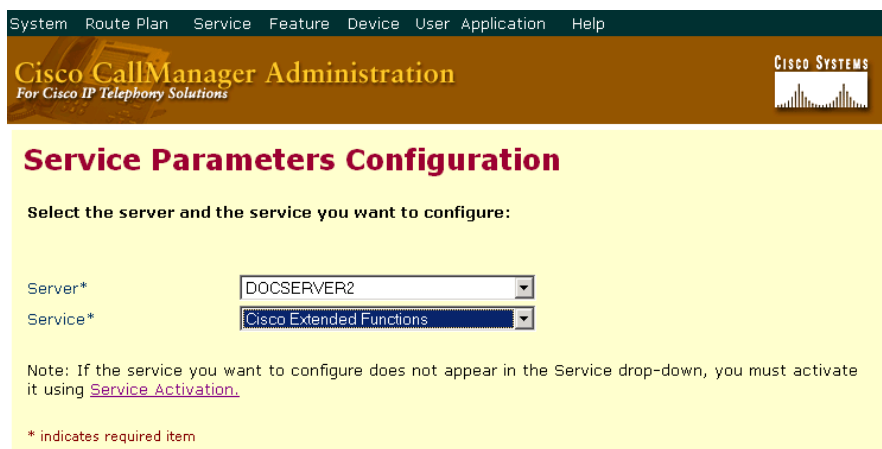 System Route Plan Service Feature Device User Application Help
Cisco CallManager Administration
For Cisco IP Telephony Solutions
CISCO SYSTEMS
Service Parameters Configuration
Select the server and the service you want to configure:
Server* DOCSERVER2
Service* Cisco Extended Functions
Note: If the service you want to configure does not appear in the Service drop-down, you must activate
it using Service Activation.
* indicates required item